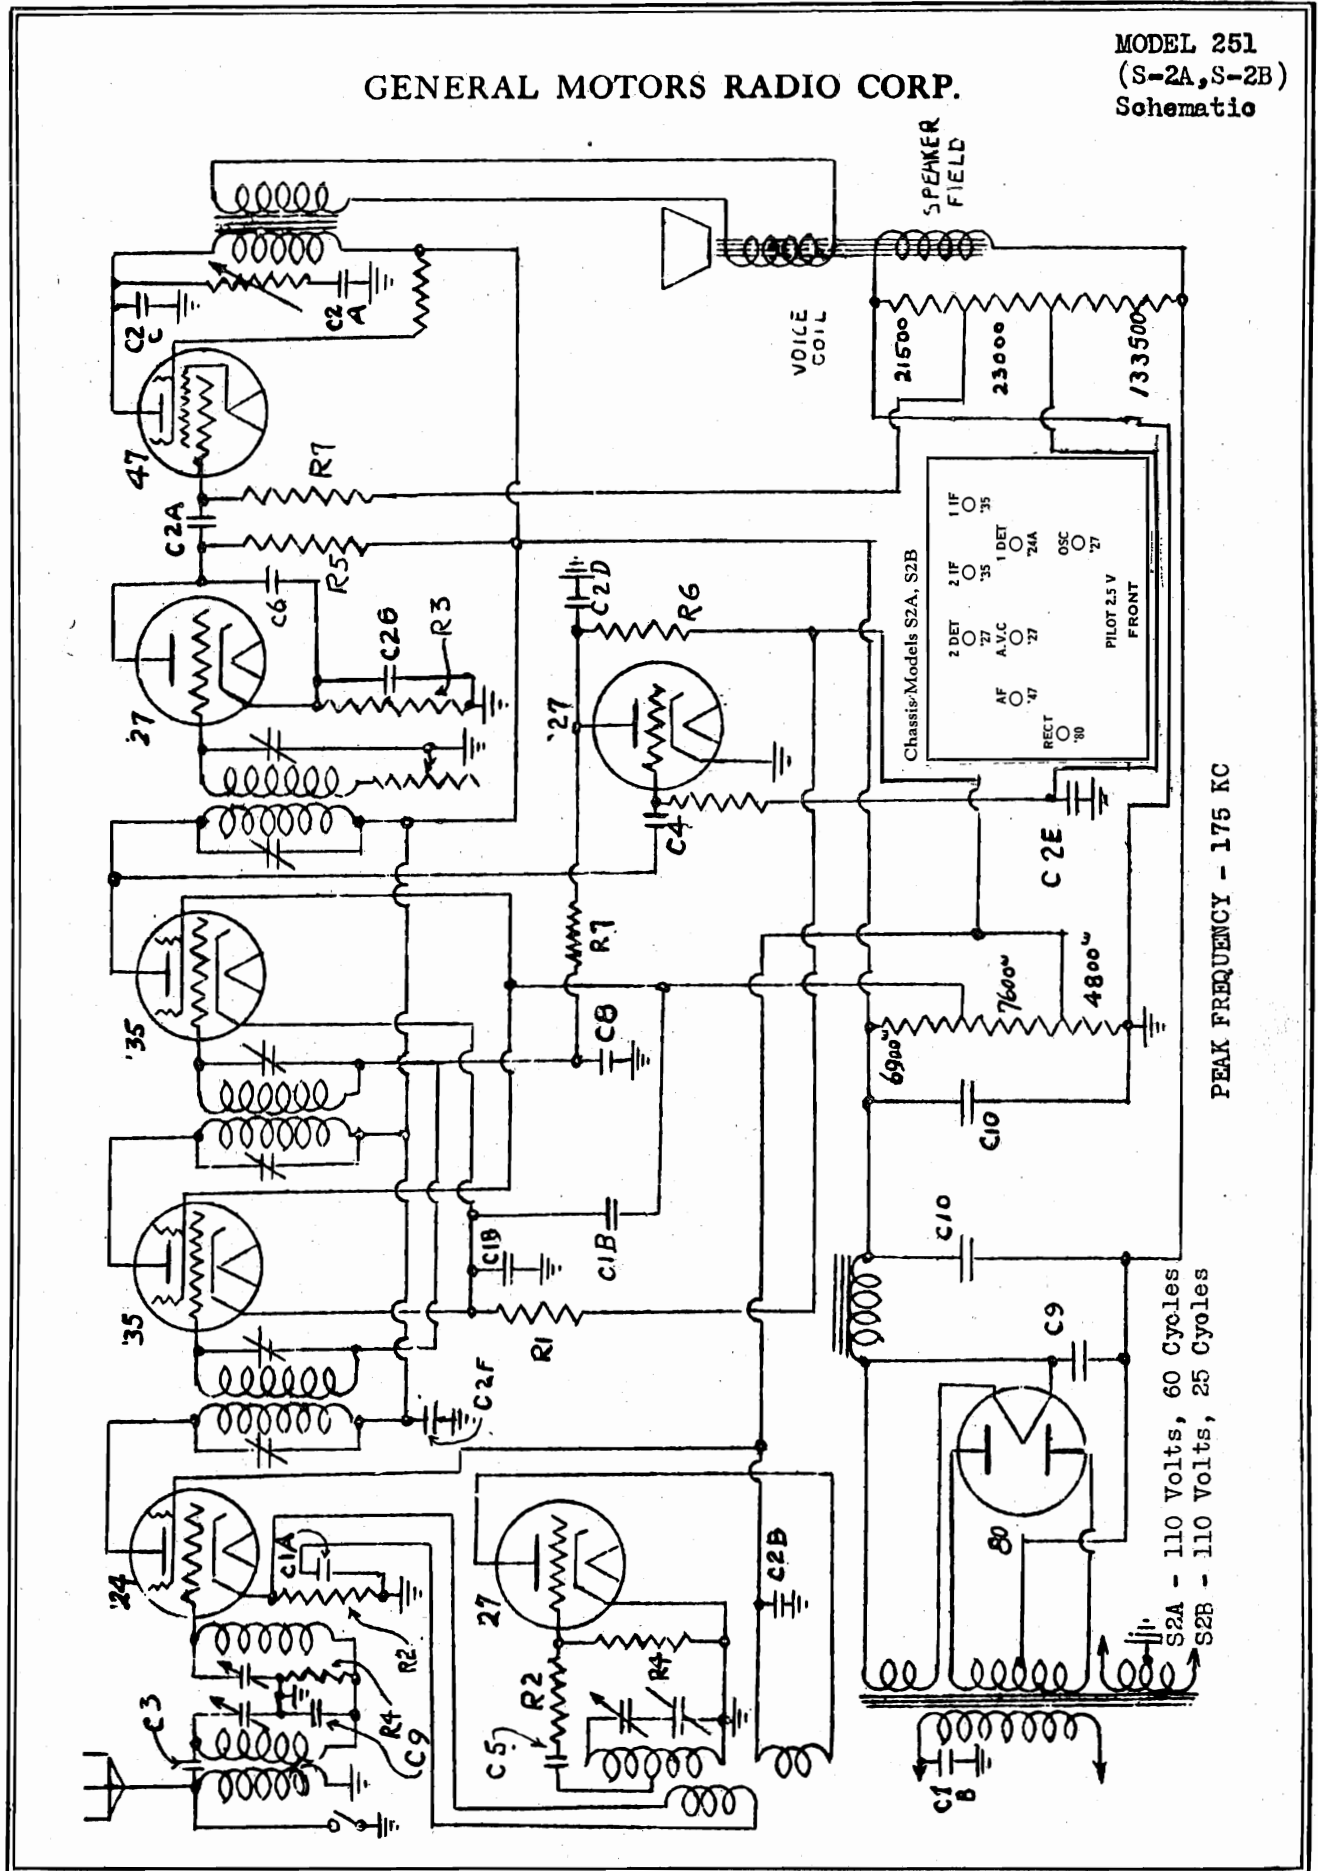 MODEL 251
(S-2A,S-2B)
Schematic
GENERAL MOTORS RADIO CORP.
SPEAKER
FIELD
C2
C
C2
A
VOICE
COIL
21500
23000
133500
47
R7
C2A
R5
C6
C2G
R3
'27
C2D
R6
'27
C4
C2E
Chassis Models S2A, S2B
1 IF
'35
2 IF
'35
1 DET
'24A
OSC
'27
2 DET
'27
A.V.C
'27
AF
'47
RECT
'80
PILOT 2.5 V
FRONT
'35
R7
C8
7600ω
4800ω
6900ω
C10
PEAK FREQUENCY - 175 KC
'35
C1B
C1B
R1
C2F
C10
C9
'24
C1A
R2
C3
R4
C9
27
R2
R4
C5
C2B
80
C1
B
S2A - 110 Volts, 60 Cycles
S2B - 110 Volts, 25 Cycles